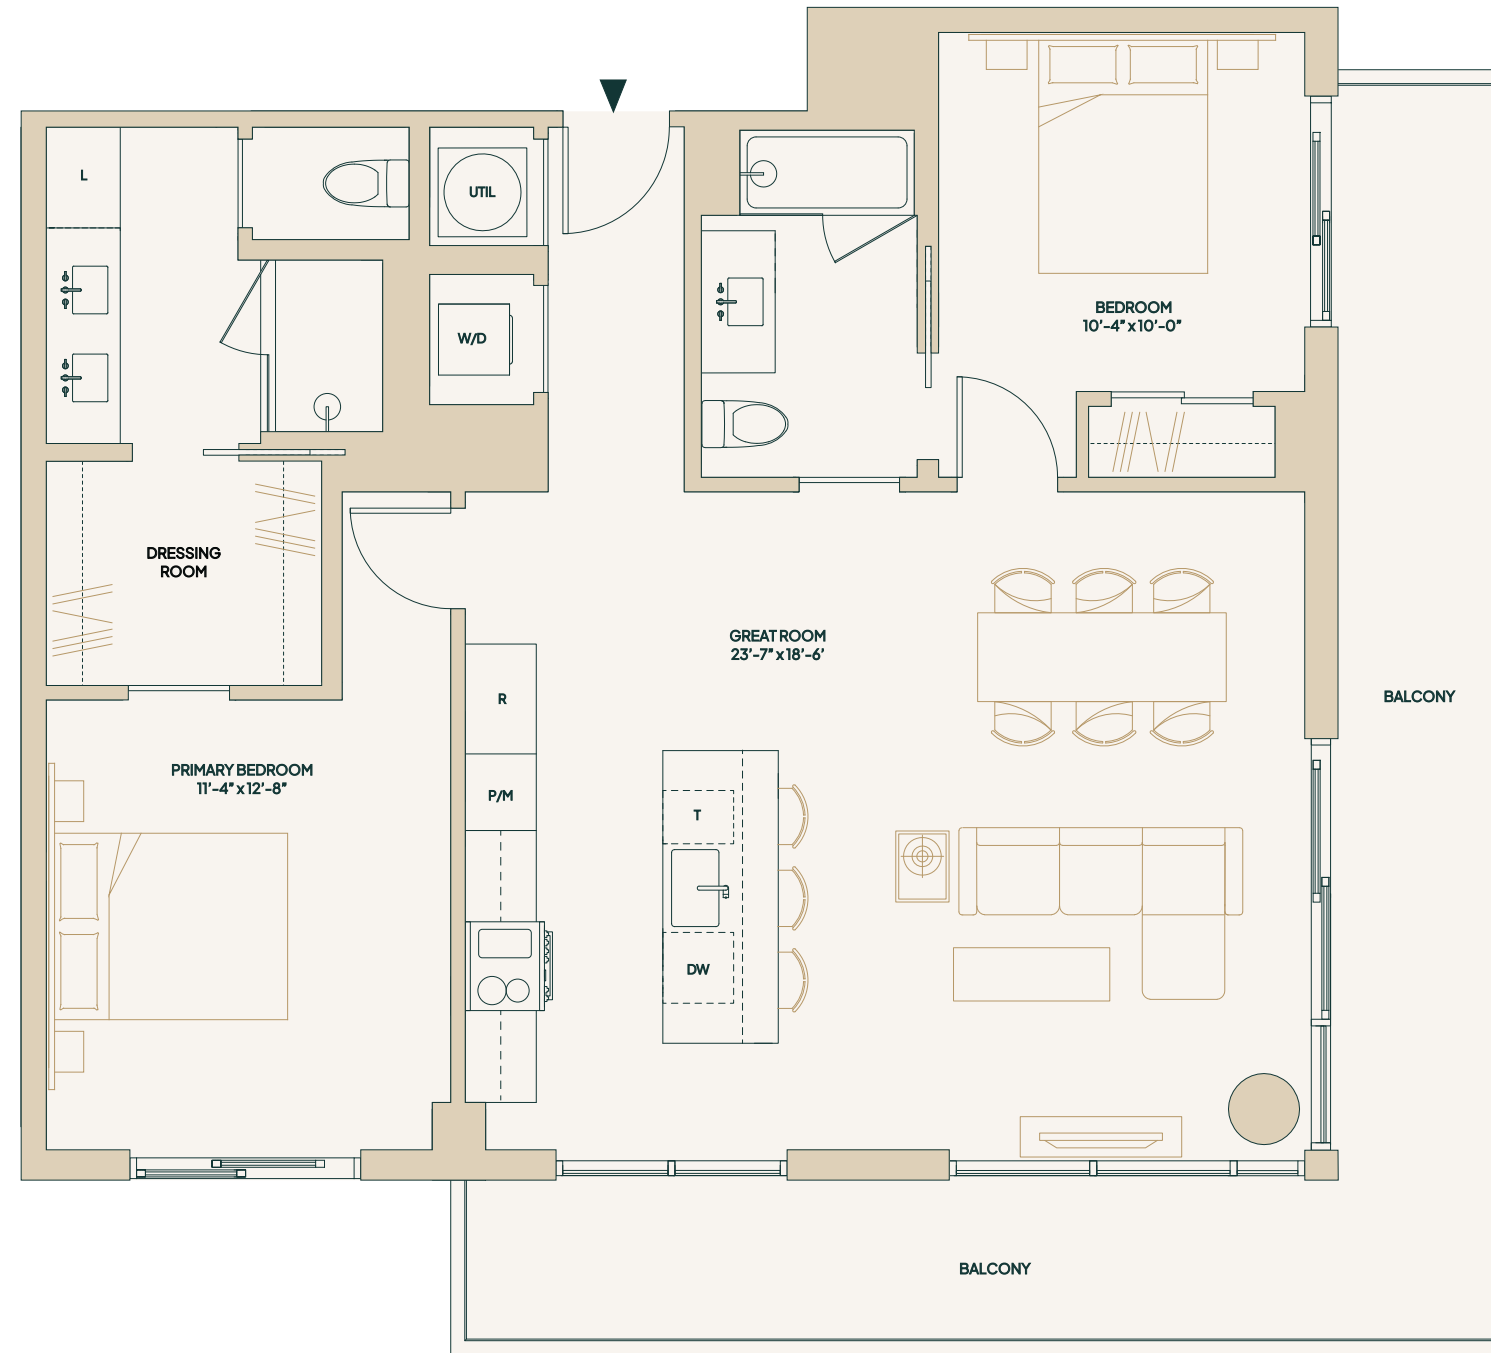 L
UTIL
W/D
BEDROOM
10'-4" x 10'-0"
DRESSING
ROOM
GREAT ROOM
23'-7" x 18'-6'
BALCONY
R
PRIMARY BEDROOM
11'-4" x 12'-8"
P/M
T
DW
BALCONY